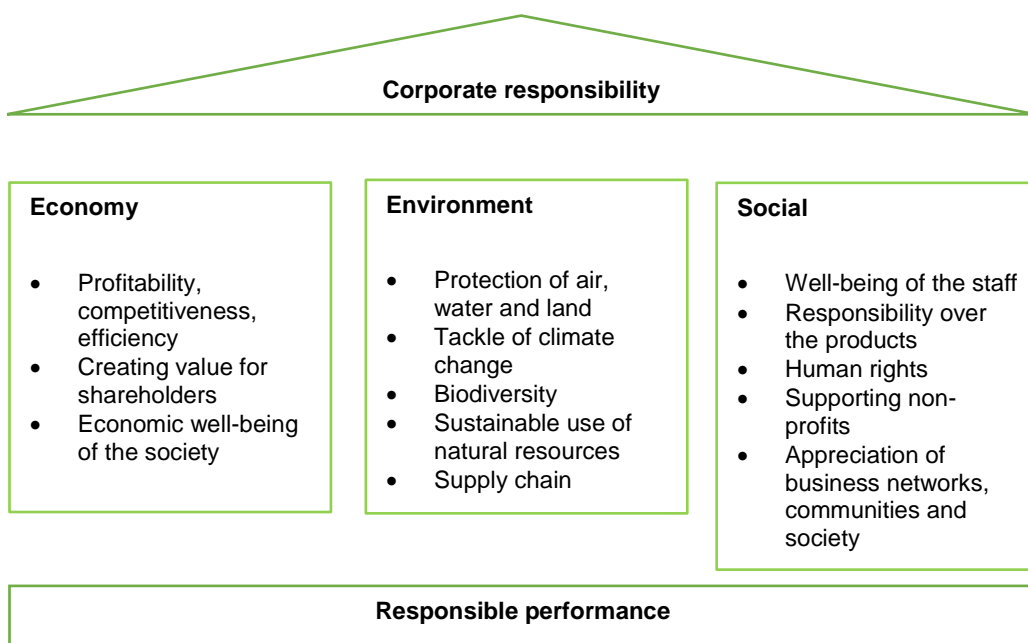 Corporate responsibility
Economy
• Profitability,
competitiveness,
efficiency
• Creating value for
shareholders
• Economic well-being
of the society
Environment
• Protection of air,
water and land
• Tackle of climate
change
• Biodiversity
• Sustainable use of
natural resources
• Supply chain
Social
• Well-being of the staff
• Responsibility over
the products
• Human rights
• Supporting non-
profits
• Appreciation of
business networks,
communities and
society
Responsible performance